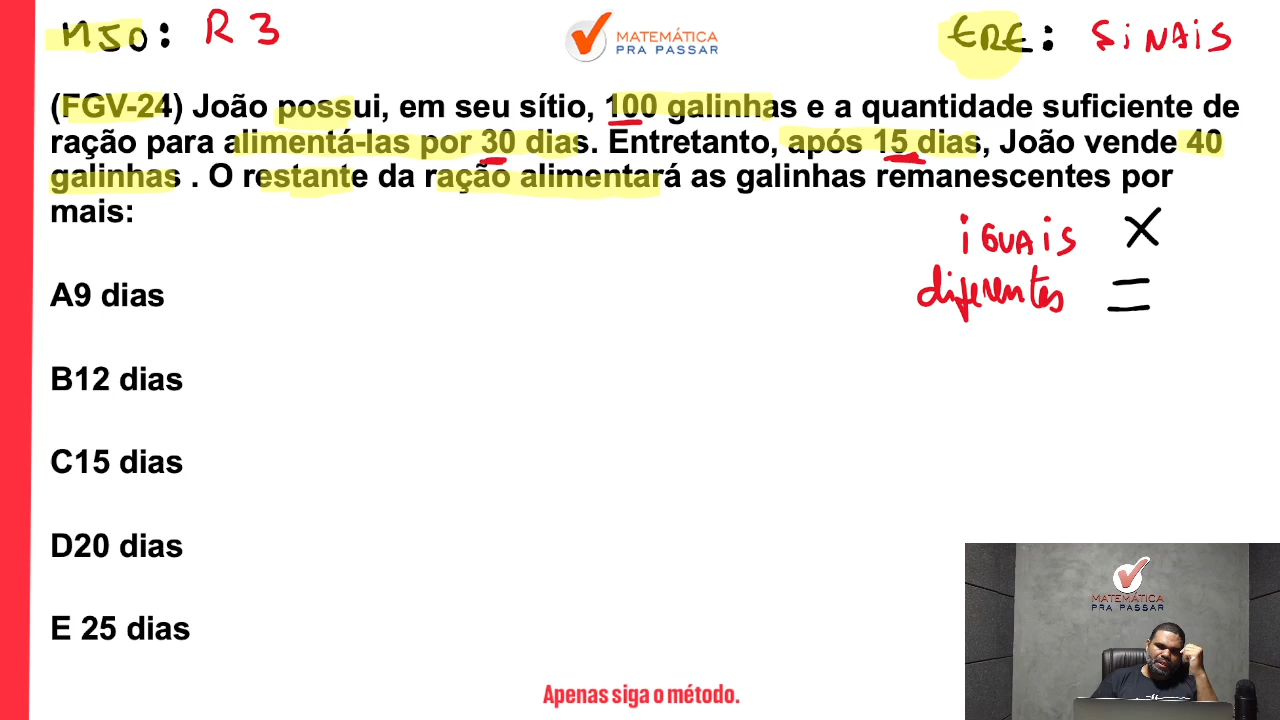 MJO: R3
MATEMÁTICA
PRA PASSAR
ERE: SiNAiS
(FGV-24) João possui, em seu sítio, 100 galinhas e a quantidade suficiente de
ração para alimentá-las por 30 dias. Entretanto, após 15 dias, João vende 40
galinhas . O restante da ração alimentará as galinhas remanescentes por
mais:
iGUAiS X
diferentes =
A9 dias
B12 dias
C15 dias
D20 dias
E 25 dias
MATEMÁTICA
PRA PASSAR
Apenas siga o método.